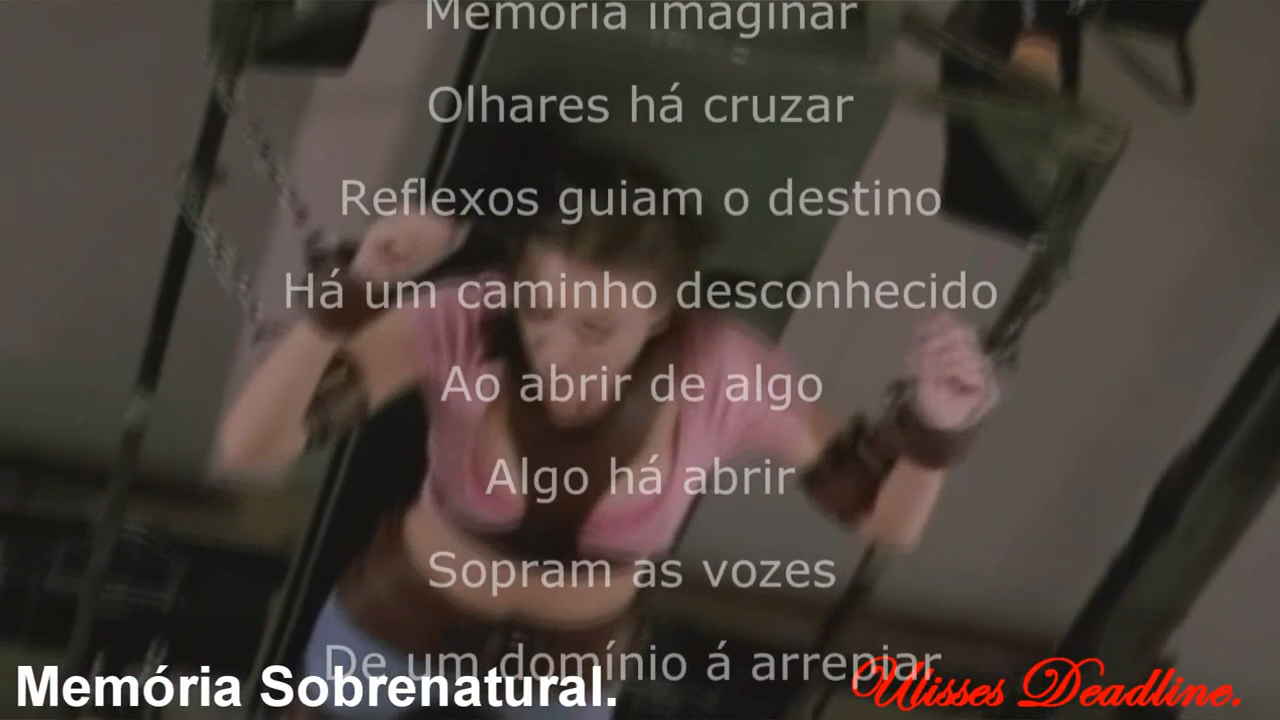 Memória imaginar
Olhares há cruzar
Reflexos guiam o destino
Há um caminho desconhecido
Ao abrir de algo
Algo há abrir
Sopram as vozes
De um domínio á arrepiar
Memória Sobrenatural.
Ulisses Deadline.